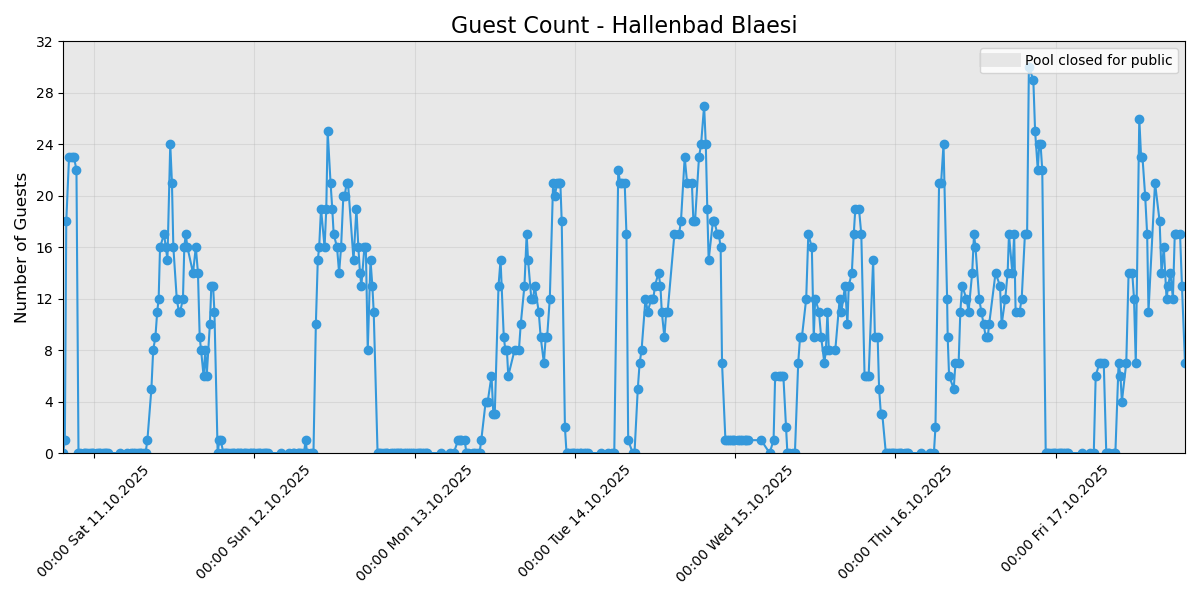 Guest Count - Hallenbad Blaesi
Pool closed for public
Number of Guests
32
28
24
20
16
12
8
4
0
00:00 Sat 11.10.2025
00:00 Sun 12.10.2025
00:00 Mon 13.10.2025
00:00 Tue 14.10.2025
00:00 Wed 15.10.2025
00:00 Thu 16.10.2025
00:00 Fri 17.10.2025